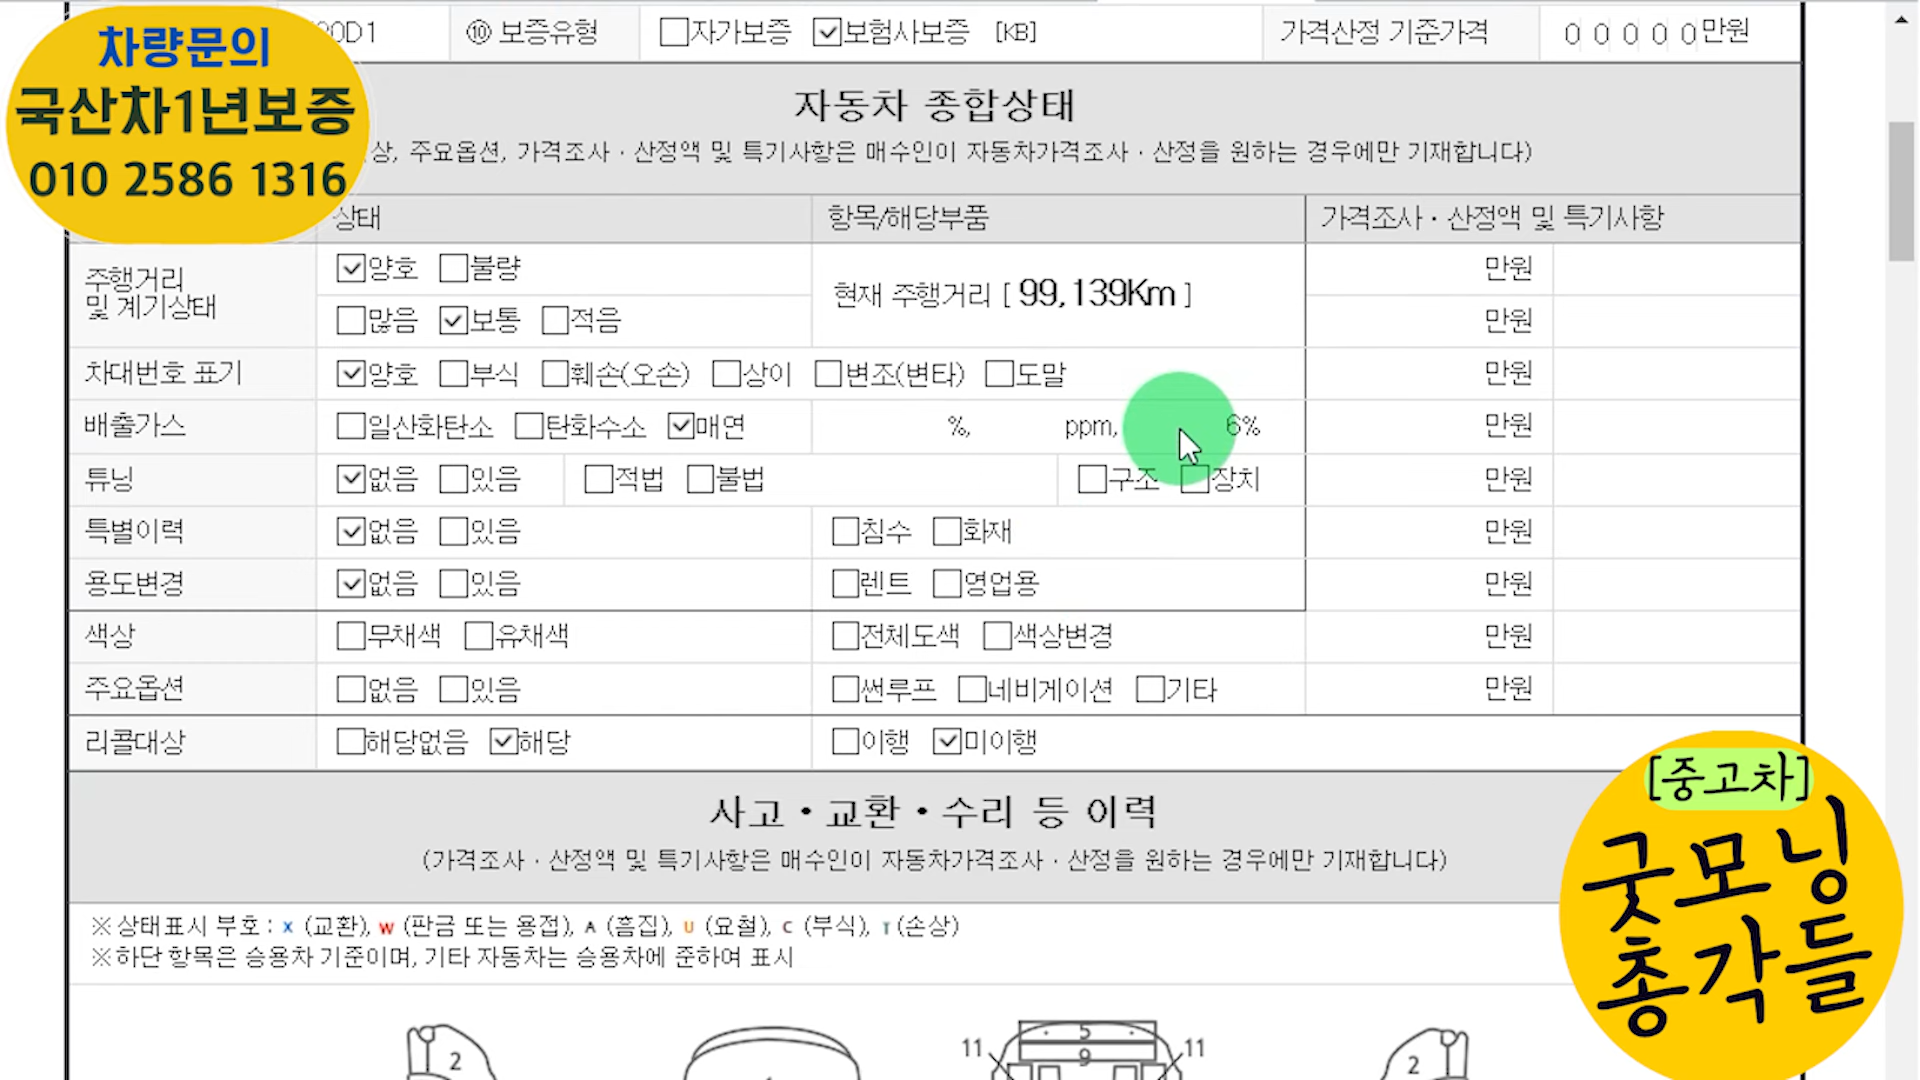 차량문의
국산차1년보증
010 2586 1316
00D1 ⑩ 보증유형 자가보증 보험사보증 [KB] 가격산정 기준가격 0 0 0 0 0 만원
자동차 종합상태
상, 주요옵션, 가격조사 · 산정액 및 특기사항은 매수인이 자동차가격조사 · 산정을 원하는 경우에만 기재합니다)
상태 항목/해당부품 가격조사 · 산정액 및 특기사항
주행거리
및 계기상태
양호 불량 만원
현재 주행거리 [ 99,139Km ]
많음 보통 적음 만원
차대번호 표기 양호 부식 훼손(오손) 상이 변조(변타) 도말 만원
배출가스 일산화탄소 탄화수소 매연 %, ppm, 6% 만원
튜닝 없음 있음 적법 불법 구조 장치 만원
특별이력 없음 있음 침수 화재 만원
용도변경 없음 있음 렌트 영업용 만원
색상 무채색 유채색 전체도색 색상변경 만원
주요옵션 없음 있음 썬루프 네비게이션 기타 만원
리콜대상 해당없음 해당 이행 미이행
사고 · 교환 · 수리 등 이력
(가격조사 · 산정액 및 특기사항은 매수인이 자동차가격조사 · 산정을 원하는 경우에만 기재합니다)
※ 상태표시 부호 : X (교환), W (판금 또는 용접), A (흠집), U (요철), C (부식), T (손상)
※ 하단 항목은 승용차 기준이며, 기타 자동차는 승용차에 준하여 표시
2 11 5 9 11 2
[중고차]
굿모닝
총각들